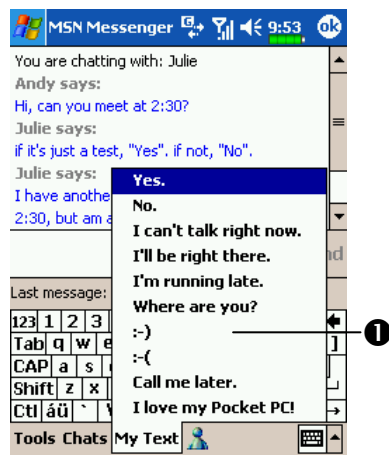 MSN Messenger 9:53 ok
You are chatting with: Julie
Andy says:
Hi, can you meet at 2:30?
Julie says:
if it's just a test, "Yes". if not, "No".
Julie says:
I have anothe
2:30, but am a
Yes.
No.
I can't talk right now.
I'll be right there.
I'm running late.
Where are you?
:-)
:-(
Call me later.
I love my Pocket PC!
nd
Last message:
123 1 2 3
Tab q w e ]
CAP a s
Shift z x
Ctl áü `
Tools Chats My Text
1